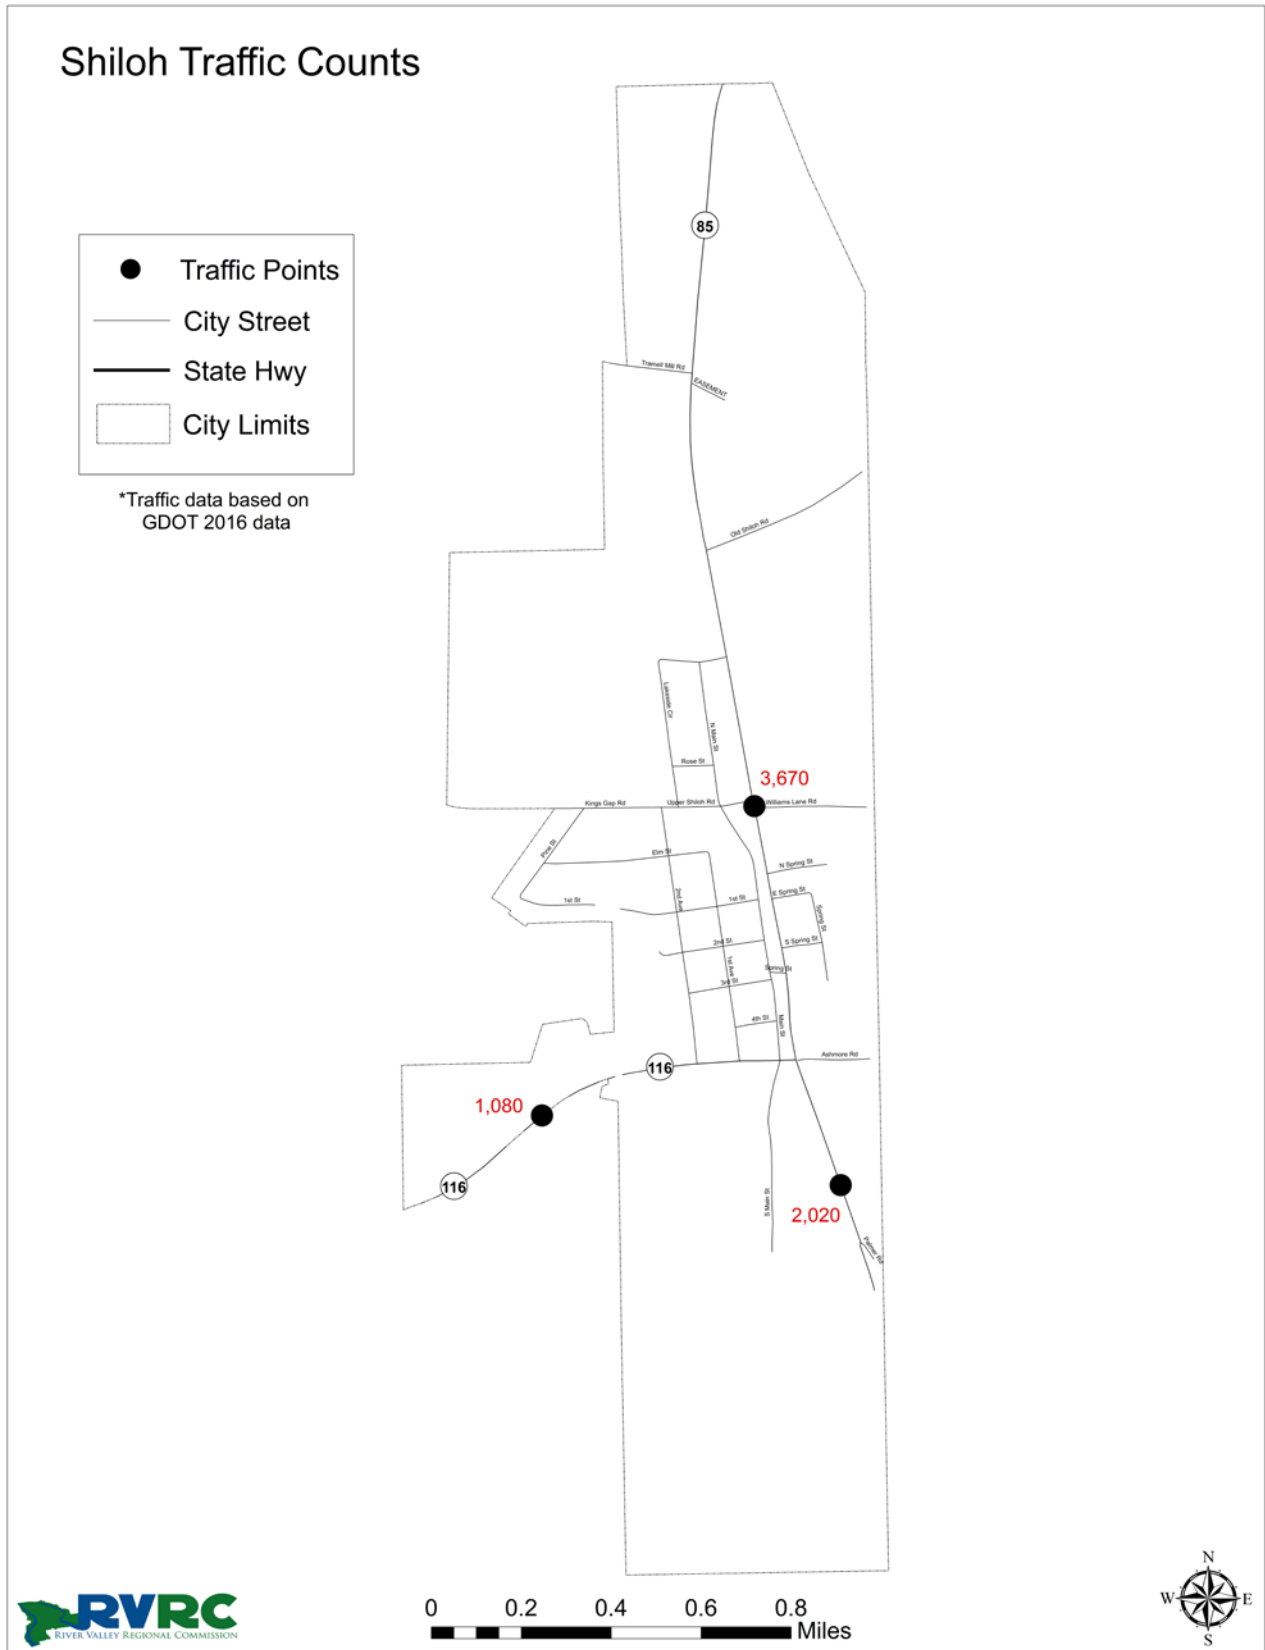 Shiloh Traffic Counts
85
Traffic Points
City Street
State Hwy
City Limits
*Traffic data based on
GDOT 2016 data
Tramell Mill Rd
EASEMENT
Old Shiloh Rd
Lakeside Cir
N Main St
Rose St
3,670
Kings Gap Rd
Upper Shiloh Rd
Williams Lane Rd
Pine St
Elm St
N Spring St
2nd Ave
1st St
1st St
E Spring St
Spring St
2nd St
S Spring St
1st Ave
Spring St
3rd St
4th St
Main St
Ashmore Rd
116
1,080
116
S Main St
2,020
Palmer Rd
RVRC
RIVER VALLEY REGIONAL COMMISSION
0 0.2 0.4 0.6 0.8
Miles
N
W E
S